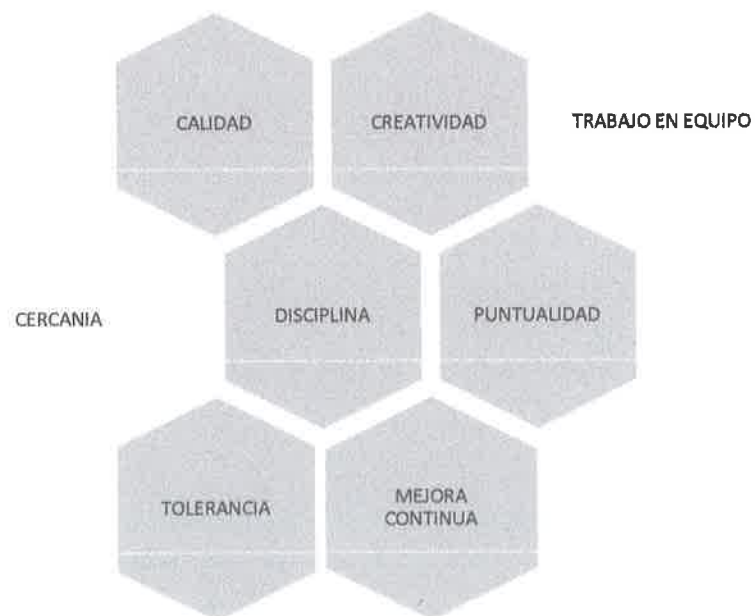 CALIDAD
CREATIVIDAD
TRABAJO EN EQUIPO
CERCANIA
DISCIPLINA
PUNTUALIDAD
TOLERANCIA
MEJORA
CONTINUA